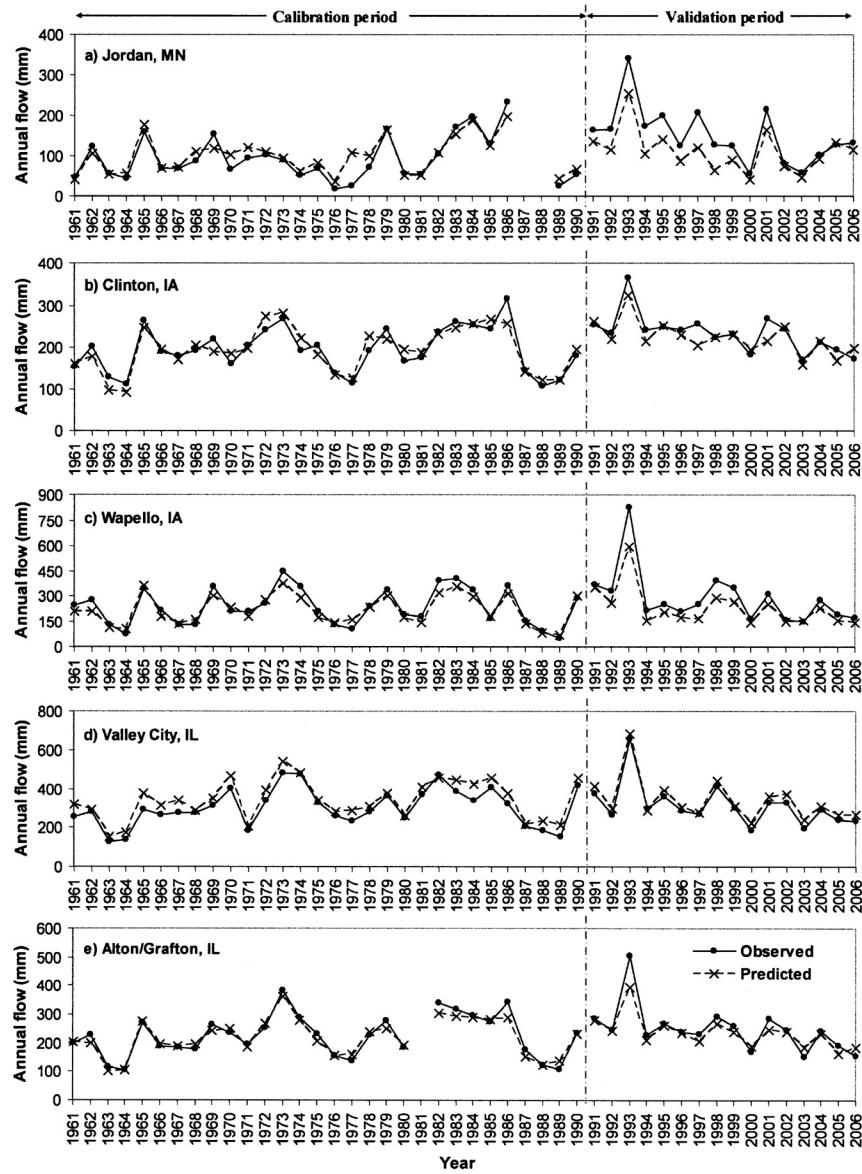 Calibration period Validation period
Annual flow (mm)
a) Jordan, MN
400
300
200
100
0
1961 1962 1963 1964 1965 1966 1967 1968 1969 1970 1971 1972 1973 1974 1975 1976 1977 1978 1979 1980 1981 1982 1983 1984 1985 1986 1987 1988 1989 1990 1991 1992 1993 1994 1995 1996 1997 1998 1999 2000 2001 2002 2003 2004 2005 2006
Annual flow (mm)
b) Clinton, IA
400
300
200
100
0
1961 1962 1963 1964 1965 1966 1967 1968 1969 1970 1971 1972 1973 1974 1975 1976 1977 1978 1979 1980 1981 1982 1983 1984 1985 1986 1987 1988 1989 1990 1991 1992 1993 1994 1995 1996 1997 1998 1999 2000 2001 2002 2003 2004 2005 2006
Annual flow (mm)
c) Wapello, IA
900
750
600
450
300
150
0
1961 1962 1963 1964 1965 1966 1967 1968 1969 1970 1971 1972 1973 1974 1975 1976 1977 1978 1979 1980 1981 1982 1983 1984 1985 1986 1987 1988 1989 1990 1991 1992 1993 1994 1995 1996 1997 1998 1999 2000 2001 2002 2003 2004 2005 2006
Annual flow (mm)
d) Valley City, IL
800
600
400
200
0
1961 1962 1963 1964 1965 1966 1967 1968 1969 1970 1971 1972 1973 1974 1975 1976 1977 1978 1979 1980 1981 1982 1983 1984 1985 1986 1987 1988 1989 1990 1991 1992 1993 1994 1995 1996 1997 1998 1999 2000 2001 2002 2003 2004 2005 2006
Annual flow (mm)
e) Alton/Grafton, IL
Observed
Predicted
600
500
400
300
200
100
0
1961 1962 1963 1964 1965 1966 1967 1968 1969 1970 1971 1972 1973 1974 1975 1976 1977 1978 1979 1980 1981 1982 1983 1984 1985 1986 1987 1988 1989 1990 1991 1992 1993 1994 1995 1996 1997 1998 1999 2000 2001 2002 2003 2004 2005 2006
Year